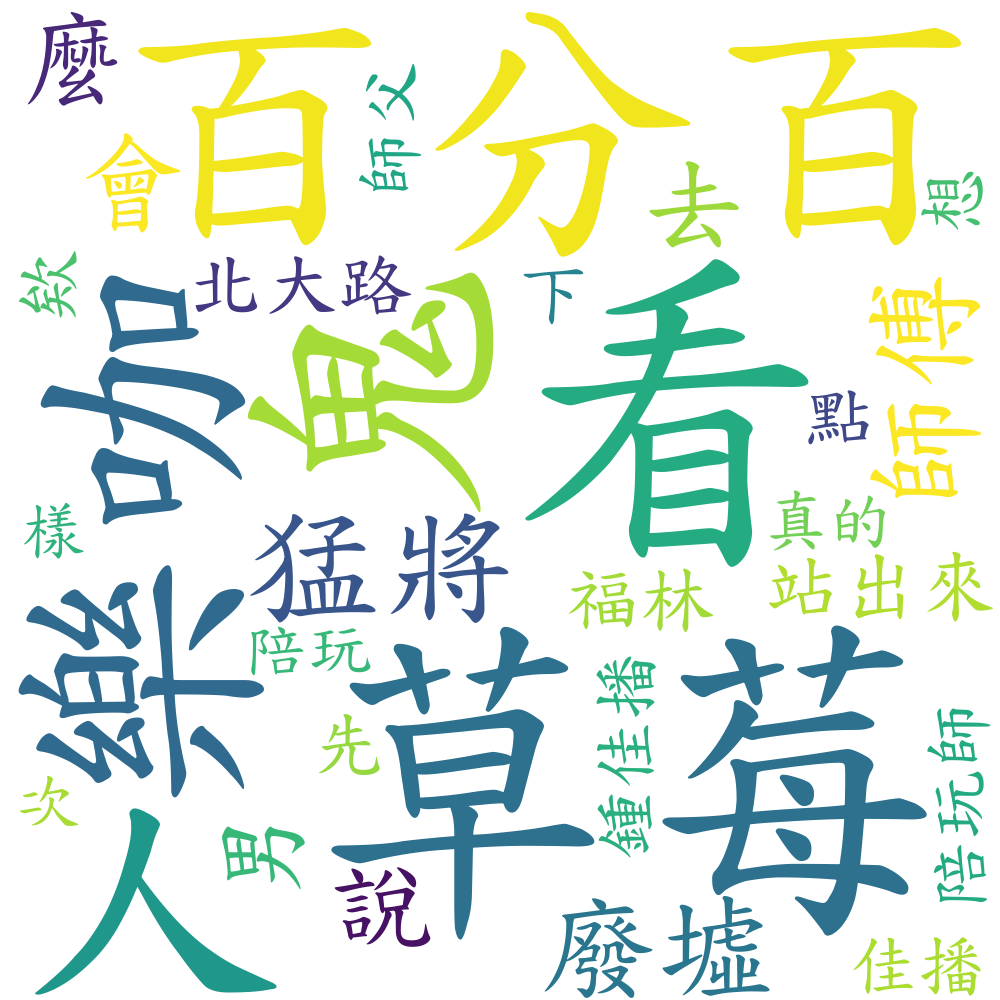 麼
百分百
師父
會
去
想
欸
北大路
下
師傅
樂咖
鬼
看
點
樣
猛將
真的
福林
站出來
陪玩
草莓
鍾佳播
先
陪玩師
次
人
男
說
廢墟
佳播